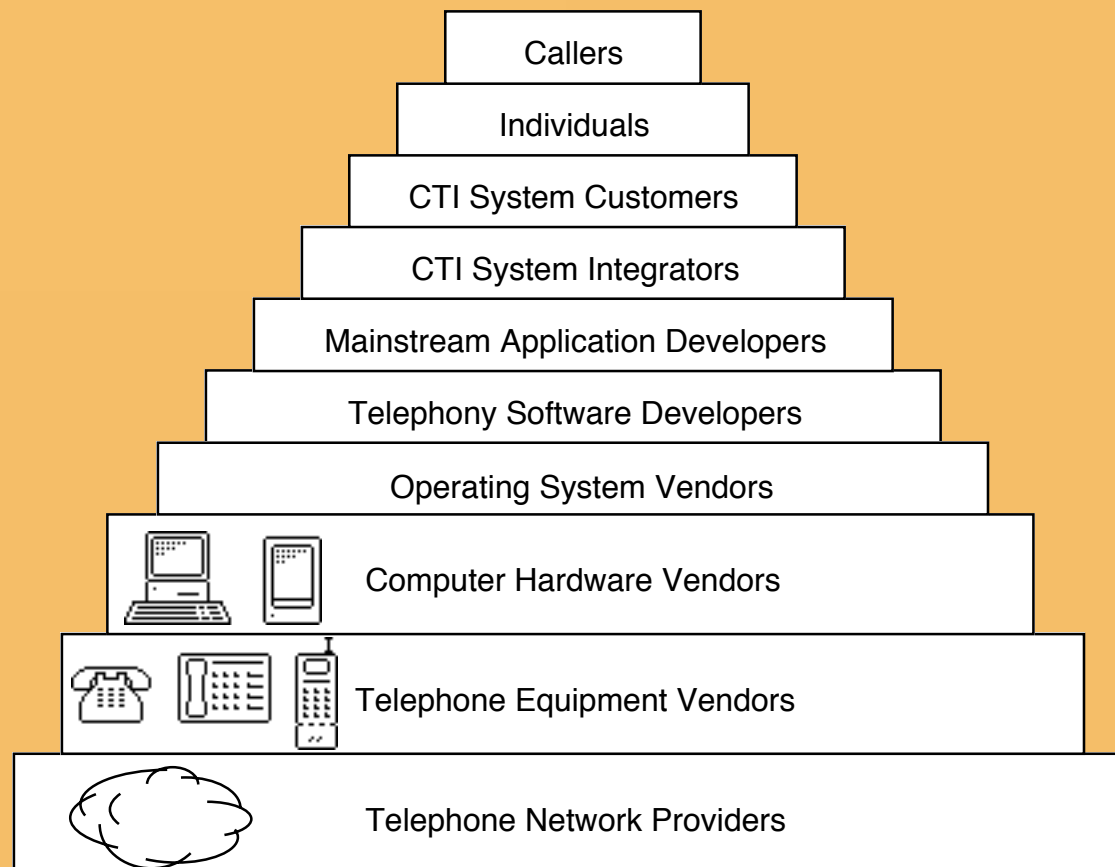 Callers
Individuals
CTI System Customers
CTI System Integrators
Mainstream Application Developers
Telephony Software Developers
Operating System Vendors
Computer Hardware Vendors
Telephone Equipment Vendors
Telephone Network Providers